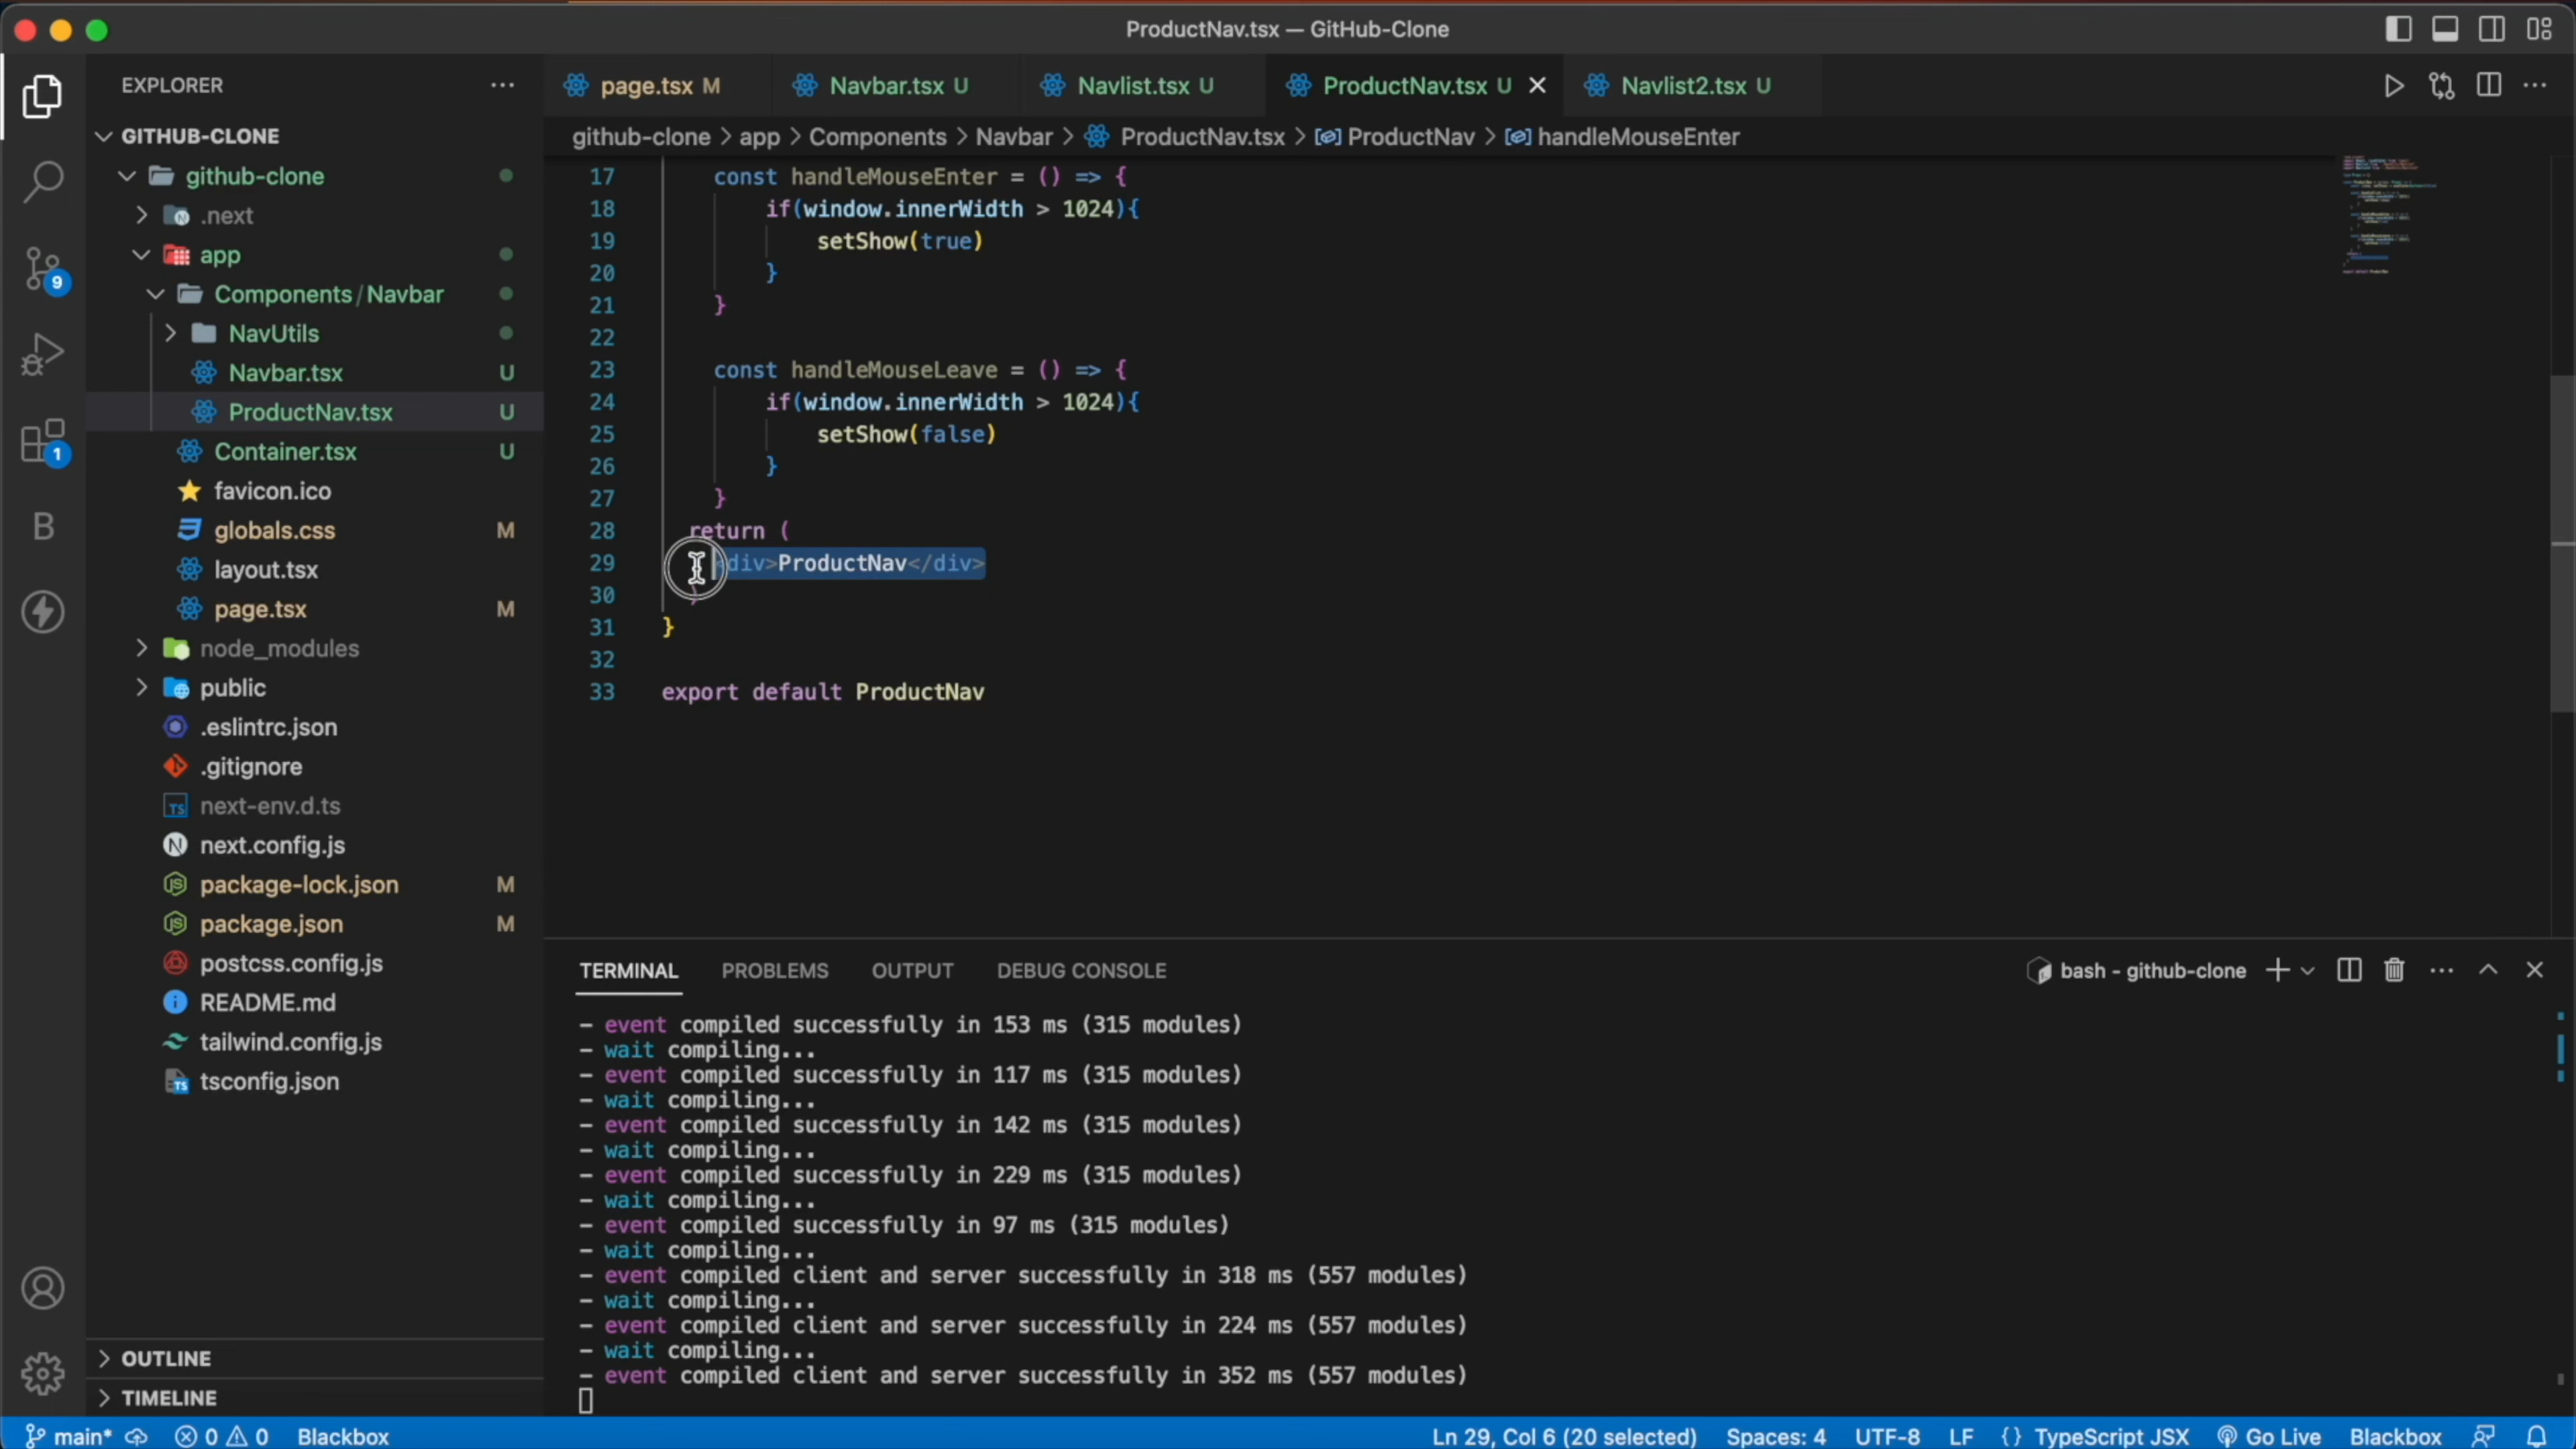 ProductNav.tsx — GitHub-Clone
EXPLORER
page.tsx M
Navbar.tsx U
Navlist.tsx U
ProductNav.tsx U
Navlist2.tsx U
GITHUB-CLONE
github-clone > app > Components > Navbar > ProductNav.tsx > ProductNav > handleMouseEnter
github-clone
.next
app
Components/Navbar
NavUtils
Navbar.tsx U
ProductNav.tsx U
Container.tsx U
favicon.ico
globals.css M
layout.tsx
page.tsx M
node_modules
public
.eslintrc.json
.gitignore
next-env.d.ts
next.config.js
package-lock.json M
package.json M
postcss.config.js
README.md
tailwind.config.js
tsconfig.json
OUTLINE
TIMELINE
9
1
B
17 const handleMouseEnter = () => {
18 if(window.innerWidth > 1024){
19 setShow(true)
20 }
21 }
22
23 const handleMouseLeave = () => {
24 if(window.innerWidth > 1024){
25 setShow(false)
26 }
27 }
28 return (
29 <div>ProductNav</div>
30 )
31 }
32
33 export default ProductNav
TERMINAL PROBLEMS OUTPUT DEBUG CONSOLE
bash - github-clone
- event compiled successfully in 153 ms (315 modules)
- wait compiling...
- event compiled successfully in 117 ms (315 modules)
- wait compiling...
- event compiled successfully in 142 ms (315 modules)
- wait compiling...
- event compiled successfully in 229 ms (315 modules)
- wait compiling...
- event compiled successfully in 97 ms (315 modules)
- wait compiling...
- event compiled client and server successfully in 318 ms (557 modules)
- wait compiling...
- event compiled client and server successfully in 224 ms (557 modules)
- wait compiling...
- event compiled client and server successfully in 352 ms (557 modules)
main* 0 0 Blackbox
Ln 29, Col 6 (20 selected) Spaces: 4 UTF-8 LF {} TypeScript JSX Go Live Blackbox